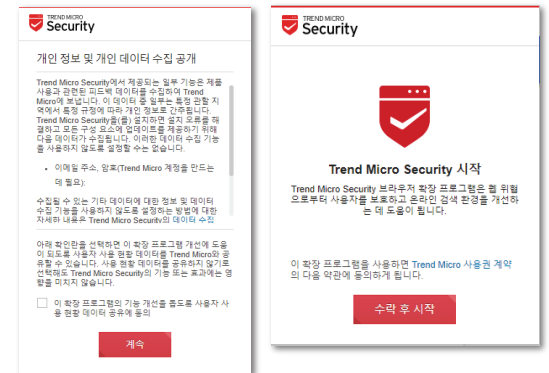 TREND MICRO
Security
개인 정보 및 개인 데이터 수집 공개
Trend Micro Security에서 제공되는 일부 기능은 제품
사용과 관련된 피드백 데이터를 수집하여 Trend
Micro에 보냅니다. 이 데이터 중 일부는 특정 관할 지
역에서 특정 규정에 따라 개인 정보로 간주됩니다.
Trend Micro Security을(를) 설치하면 설치 오류를 해
결하고 모든 구성 요소에 업데이트를 제공하기 위해
다음 데이터가 수집됩니다. 이러한 데이터 수집 기능
을 사용하지 않도록 설정할 수는 없습니다.
• 이메일 주소, 암호(Trend Micro 계정을 만드는
데 필요):
수집될 수 있는 기타 데이터에 대한 정보 및 데이터
수집 기능을 사용하지 않도록 설정하는 방법에 대한
자세한 내용은 Trend Micro Security의 데이터 수집
아래 확인란을 선택하면 이 확장 프로그램 개선에 도움
이 되도록 사용자 사용 현황 데이터를 Trend Micro와 공
유할 수 있습니다. 사용 현황 데이터를 공유하지 않기로
선택해도 Trend Micro Security의 기능 또는 효과에는 영
향을 미치지 않습니다.
이 확장 프로그램의 기능 개선을 돕도록 사용자 사
용 현황 데이터 공유에 동의
계속
TREND MICRO
Security
Trend Micro Security 시작
Trend Micro Security 브라우저 확장 프로그램은 웹 위협
으로부터 사용자를 보호하고 온라인 검색 환경을 개선하
는 데 도움이 됩니다.
이 확장 프로그램을 사용하면 Trend Micro 사용권 계약
의 다음 약관에 동의하게 됩니다.
수락 후 시작